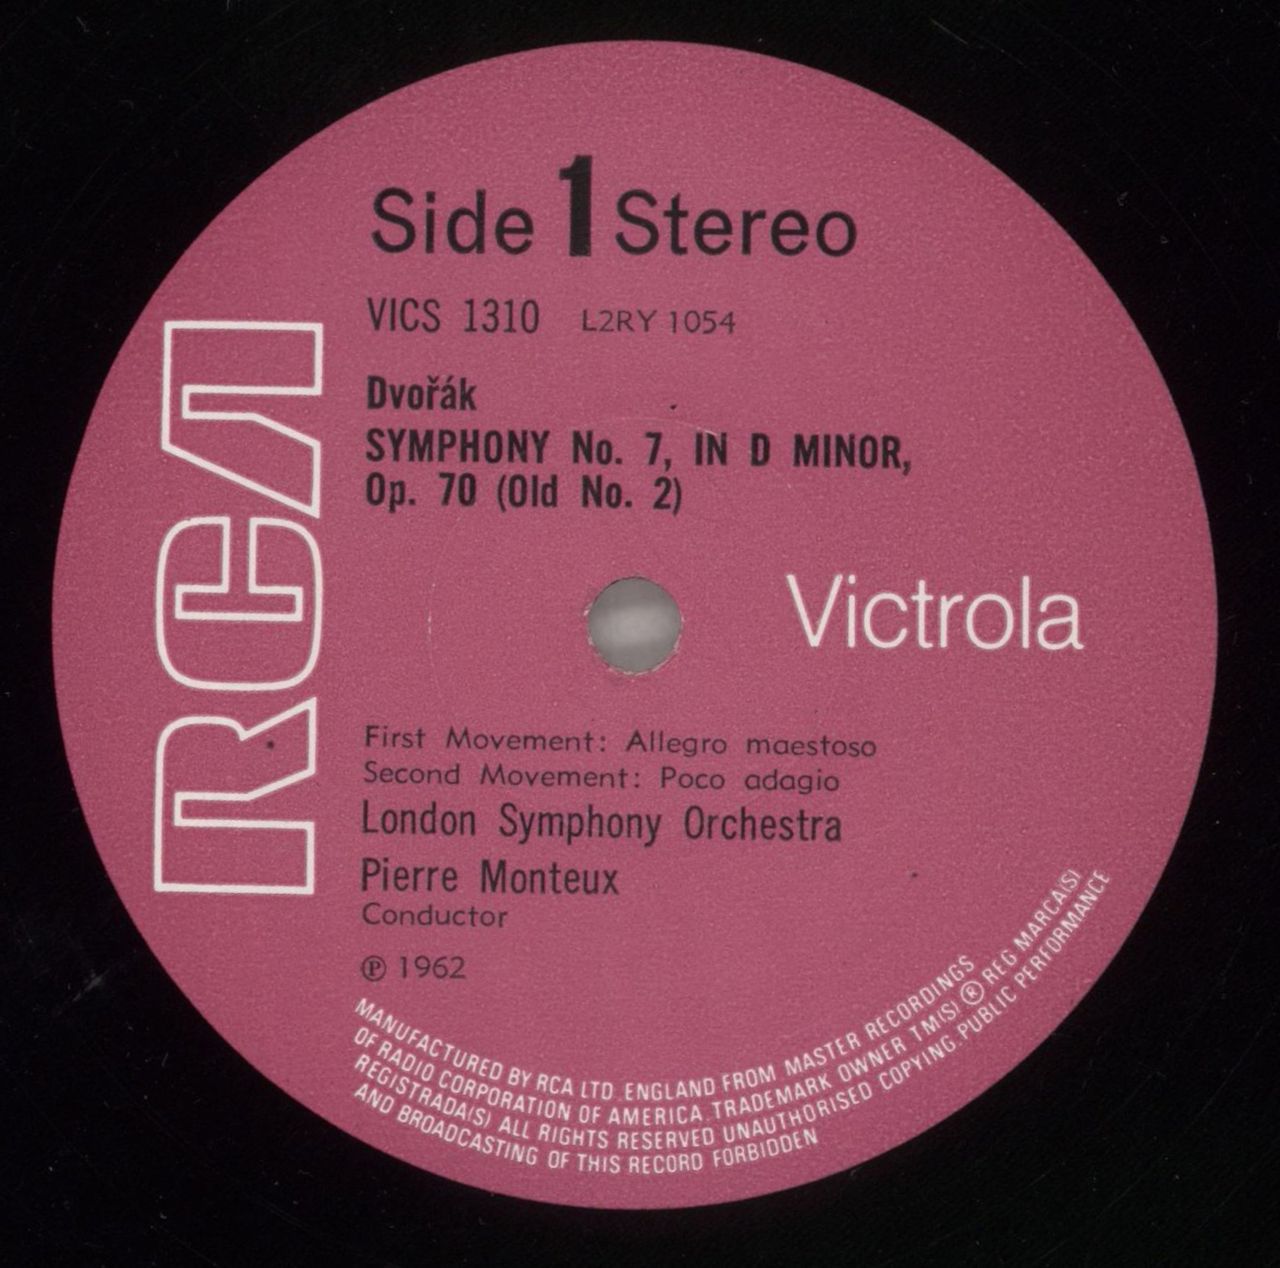 Side 1 Stereo
VICS 1310 L2RY 1054
Dvořák
SYMPHONY No. 7, IN D MINOR,
Op. 70 (Old No. 2)
RCA
Victrola
First Movement: Allegro maestoso
Second Movement: Poco adagio
London Symphony Orchestra
Pierre Monteux
Conductor
℗ 1962
MANUFACTURED BY RCA LTD. ENGLAND FROM MASTER RECORDINGS
OF RADIO CORPORATION OF AMERICA. TRADEMARK OWNER TM(S) ® REG MARCA(S)
REGISTRADA(S) ALL RIGHTS RESERVED UNAUTHORISED COPYING.PUBLIC PERFORMANCE
AND BROADCASTING OF THIS RECORD FORBIDDEN